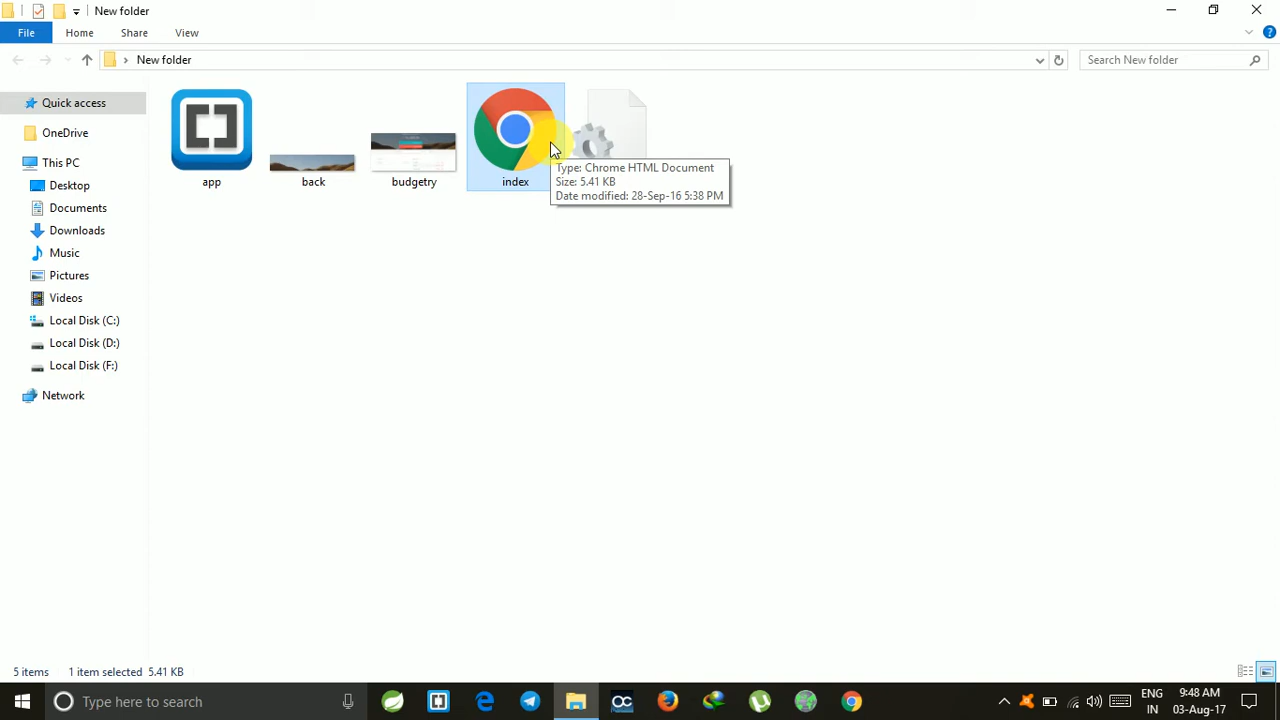 New folder
File Home Share View
New folder
Search New folder
Quick access
OneDrive
This PC
Desktop
Documents
Downloads
Music
Pictures
Videos
Local Disk (C:)
Local Disk (D:)
Local Disk (F:)
Network
app back budgetry index
Type: Chrome HTML Document
Size: 5.41 KB
Date modified: 28-Sep-16 5:38 PM
5 items 1 item selected 5.41 KB
Type here to search
ENG
IN
9:48 AM
03-Aug-17